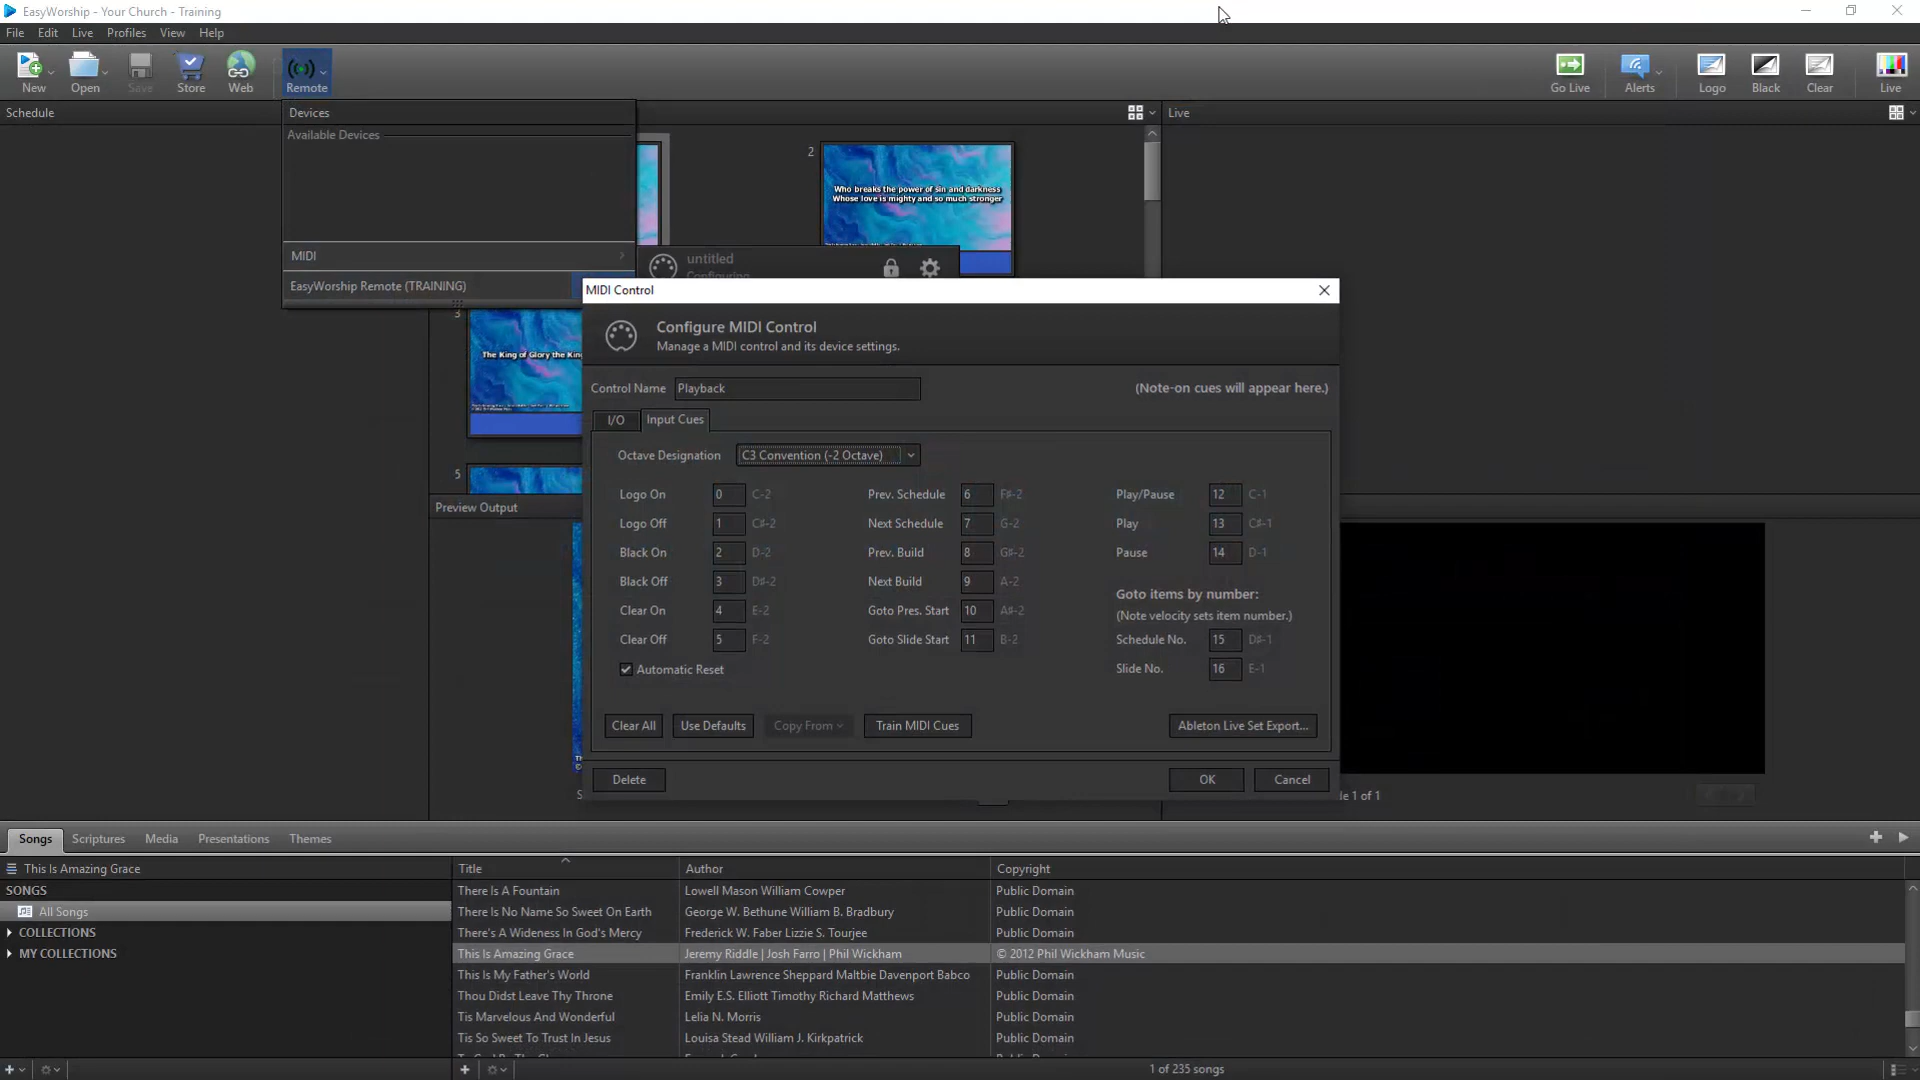 EasyWorship - Your Church - Training
File Edit Live Profiles View Help
New Open Save Store Web Remote Go Live Alerts Logo Black Clear Live
Schedule
Devices
Live
Available Devices
MIDI
EasyWorship Remote (TRAINING)
2
Who breaks the power of sin and darkness
Whose love is mighty and so much stronger
untitled
Configuring
3
The King of Glory the King
5
Preview Output
MIDI Control
Configure MIDI Control
Manage a MIDI control and its device settings.
Control Name Playback (Note-on cues will appear here.)
I/O Input Cues
Octave Designation C3 Convention (-2 Octave)
Logo On 0 C-2 Prev. Schedule 6 F#-2 Play/Pause 12 C-1
Logo Off 1 C#-2 Next Schedule 7 G-2 Play 13 C#-1
Black On 2 D-2 Prev. Build 8 G#-2 Pause 14 D-1
Black Off 3 D#-2 Next Build 9 A-2
Goto items by number:
Clear On 4 E-2 Goto Pres. Start 10 A#-2 (Note velocity sets item number.)
Clear Off 5 F-2 Goto Slide Start 11 B-2 Schedule No. 15 D#-1
Automatic Reset Slide No. 16 E-1
Clear All Use Defaults Copy From Train MIDI Cues Ableton Live Set Export...
Delete OK Cancel
le 1 of 1
Songs Scriptures Media Presentations Themes
This Is Amazing Grace Title Author Copyright
SONGS
All Songs
COLLECTIONS
MY COLLECTIONS
There Is A Fountain Lowell Mason William Cowper Public Domain
There Is No Name So Sweet On Earth George W. Bethune William B. Bradbury Public Domain
There's A Wideness In God's Mercy Frederick W. Faber Lizzie S. Tourjee Public Domain
This Is Amazing Grace Jeremy Riddle | Josh Farro | Phil Wickham © 2012 Phil Wickham Music
This Is My Father's World Franklin Lawrence Sheppard Maltbie Davenport Babco Public Domain
Thou Didst Leave Thy Throne Emily E.S. Elliott Timothy Richard Matthews Public Domain
Tis Marvelous And Wonderful Lelia N. Morris Public Domain
Tis So Sweet To Trust In Jesus Louisa Stead William J. Kirkpatrick Public Domain
1 of 235 songs